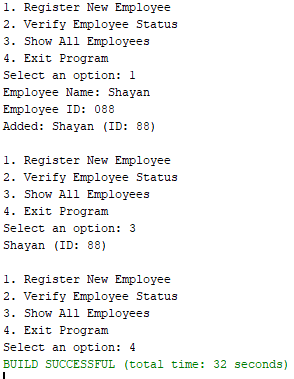 1. Register New Employee
2. Verify Employee Status
3. Show All Employees
4. Exit Program
Select an option: 1
Employee Name: Shayan
Employee ID: 088
Added: Shayan (ID: 88)
1. Register New Employee
2. Verify Employee Status
3. Show All Employees
4. Exit Program
Select an option: 3
Shayan (ID: 88)
1. Register New Employee
2. Verify Employee Status
3. Show All Employees
4. Exit Program
Select an option: 4
BUILD SUCCESSFUL (total time: 32 seconds)